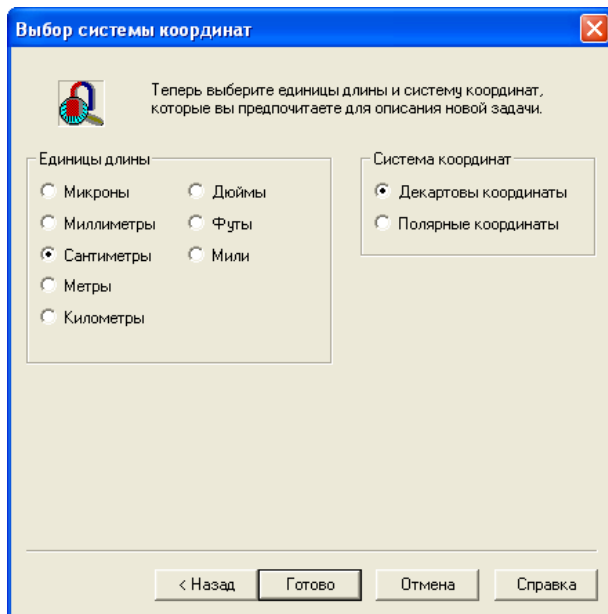 Выбор системы координат
Теперь выберите единицы длины и систему координат,
которые вы предпочитаете для описания новой задачи.
Единицы длины
Микроны
Миллиметры
Сантиметры
Метры
Километры
Дюймы
Футы
Мили
Система координат
Декартовы координаты
Полярные координаты
< Назад
Готово
Отмена
Справка